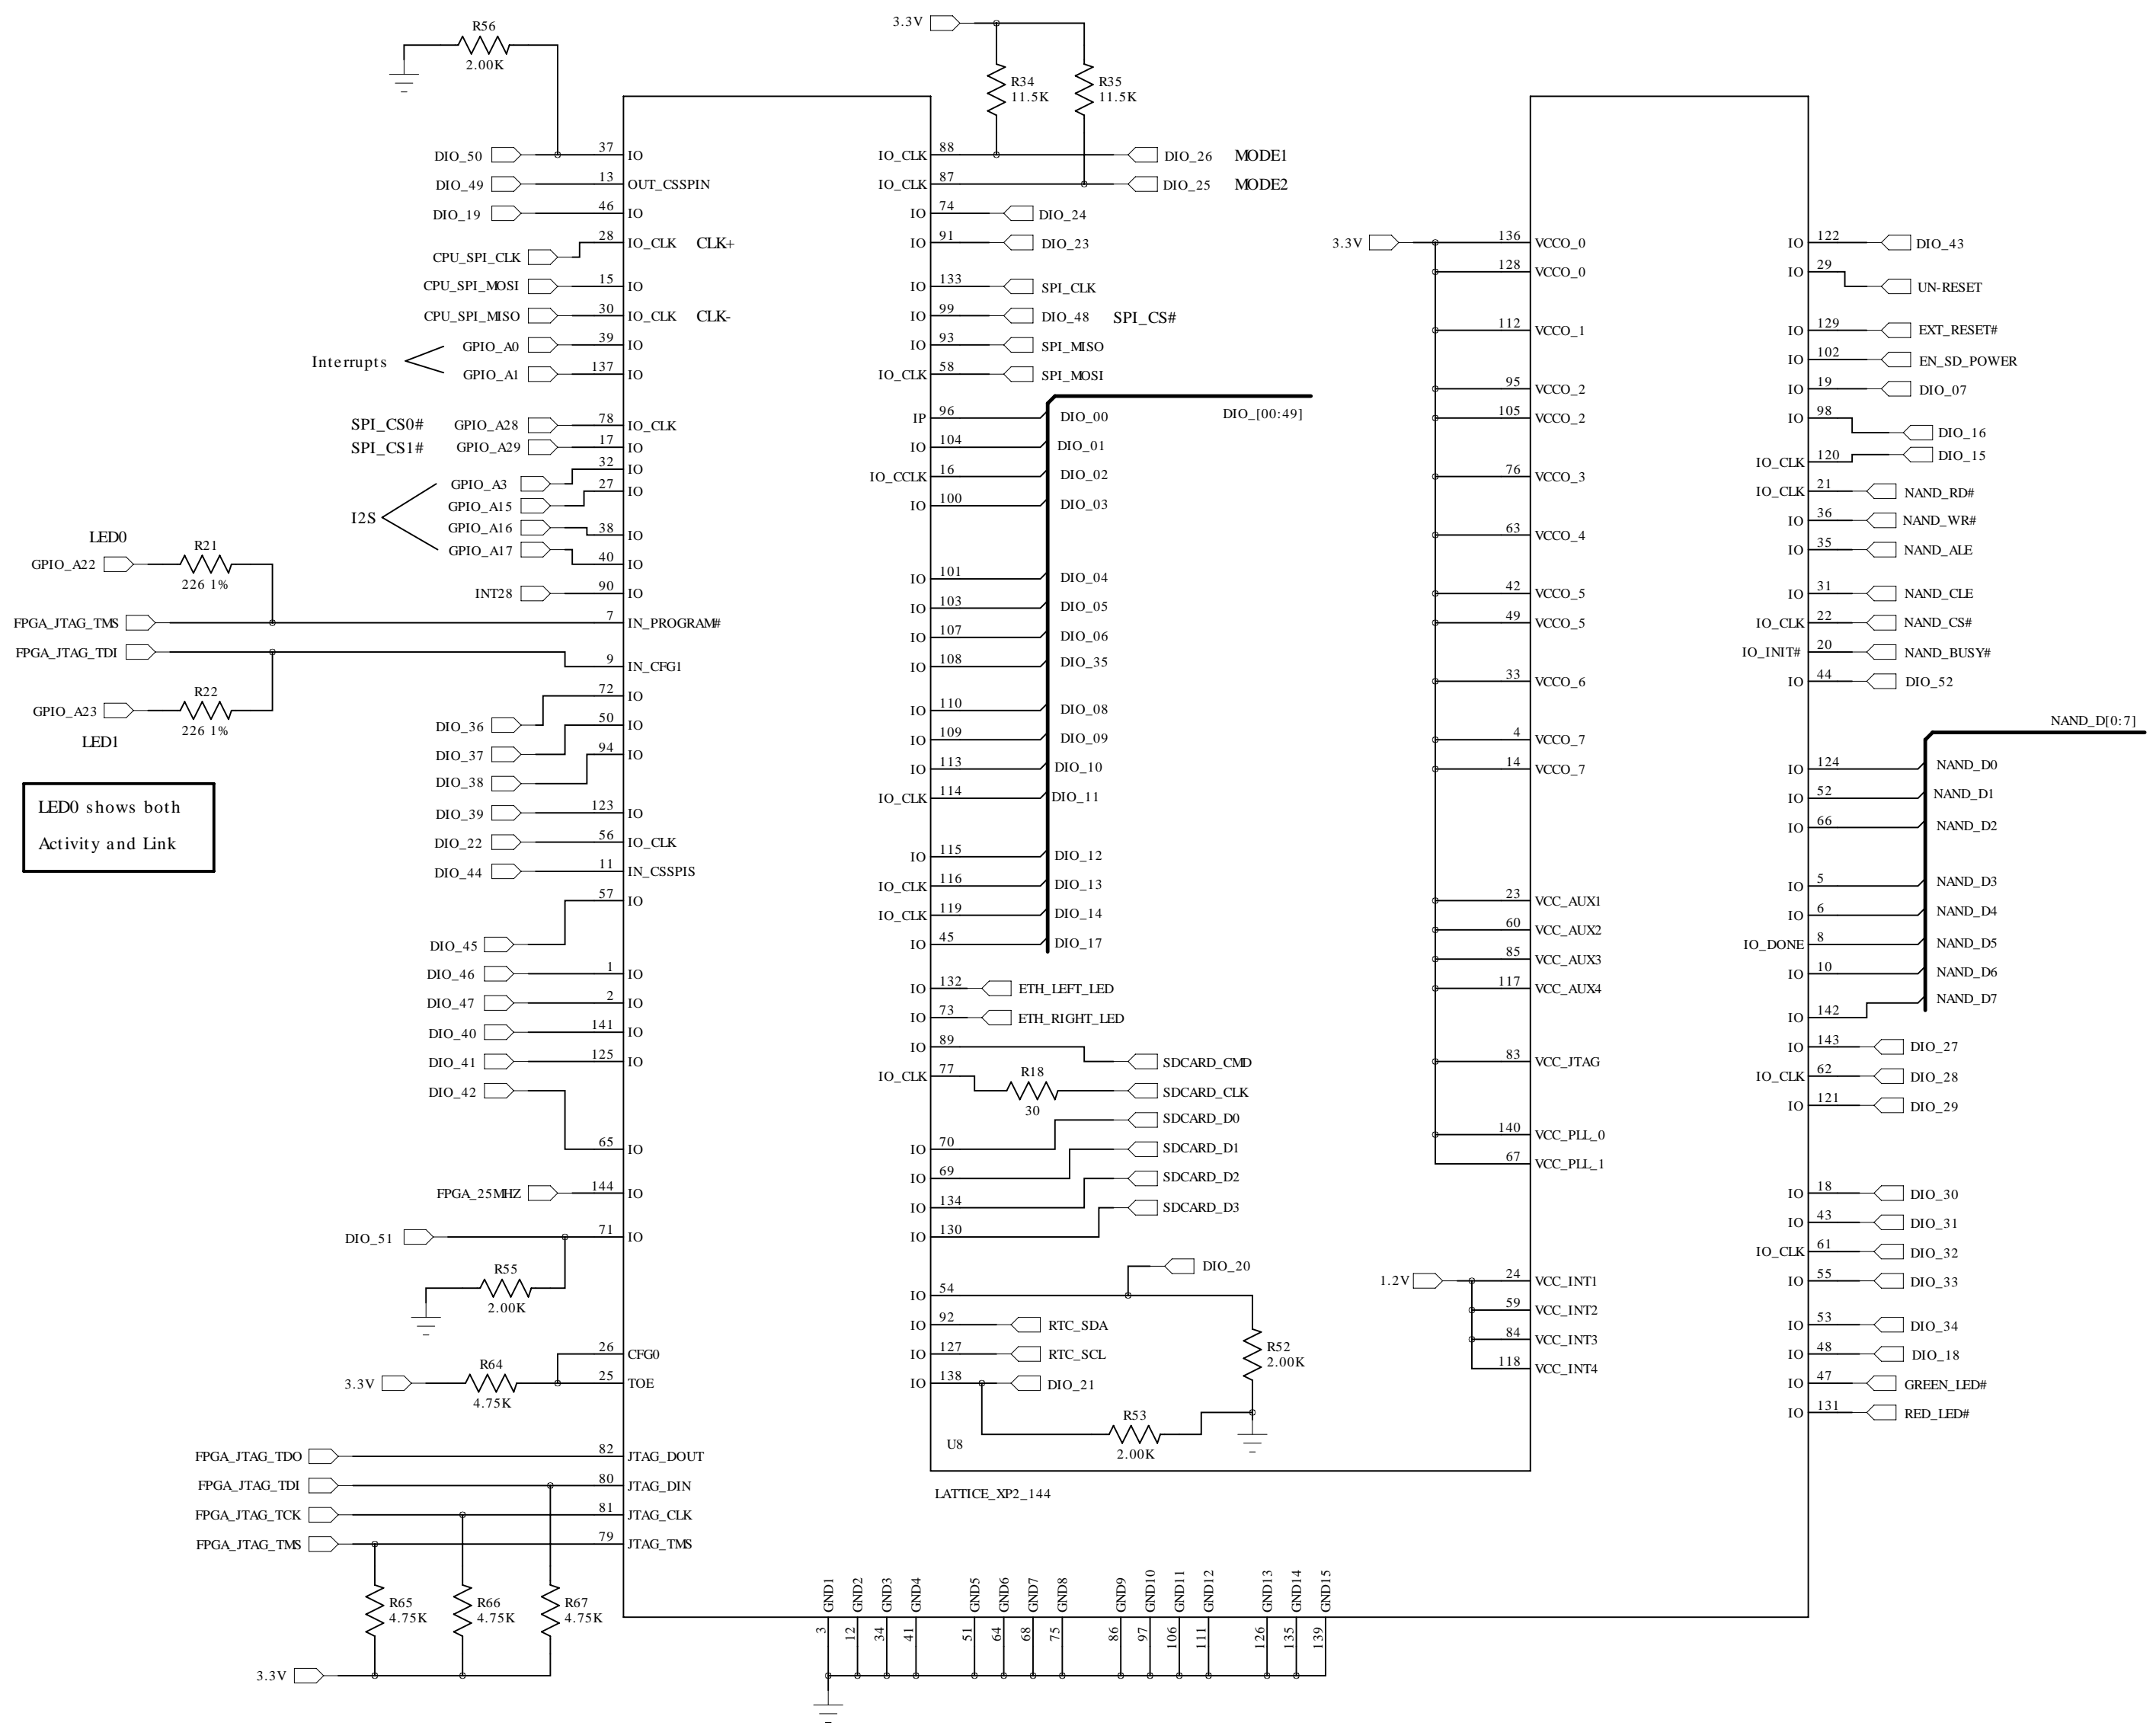 R56
2.00K
3.3V
R34
11.5K
R35
11.5K
DIO_50 37 IO
DIO_49 13 OUT_CSSPIN
DIO_19 46 IO
CPU_SPI_CLK 28 IO_CLK CLK+
CPU_SPI_MOSI 15 IO
CPU_SPI_MISO 30 IO_CLK CLK-
Interrupts
GPIO_A0 39 IO
GPIO_A1 137 IO
SPI_CS0# GPIO_A28 78 IO_CLK
SPI_CS1# GPIO_A29 17 IO
I2S
GPIO_A3 32 IO
GPIO_A15 27 IO
GPIO_A16 38 IO
GPIO_A17 40 IO
INT28 90 IO
LED0
GPIO_A22
R21
226 1%
FPGA_JTAG_TMS 7 IN_PROGRAM#
FPGA_JTAG_TDI 9 IN_CFG1
GPIO_A23
R22
226 1%
LED1
LED0 shows both
Activity and Link
DIO_36 72 IO
DIO_37 50 IO
DIO_38 94 IO
DIO_39 123 IO
DIO_22 56 IO_CLK
DIO_44 11 IN_CSSPIS
DIO_45 57 IO
DIO_46 1 IO
DIO_47 2 IO
DIO_40 141 IO
DIO_41 125 IO
DIO_42 65 IO
FPGA_25MHZ 144 IO
DIO_51 71 IO
R55
2.00K
26 CFG0
3.3V
R64
4.75K
25 TOE
FPGA_JTAG_TDO 82 JTAG_DOUT
FPGA_JTAG_TDI 80 JTAG_DIN
FPGA_JTAG_TCK 81 JTAG_CLK
FPGA_JTAG_TMS 79 JTAG_TMS
R65
4.75K
R66
4.75K
R67
4.75K
3.3V
IO_CLK 88 DIO_26 MODE1
IO_CLK 87 DIO_25 MODE2
IO 74 DIO_24
IO 91 DIO_23
IO 133 SPI_CLK
IO 99 DIO_48 SPI_CS#
IO 93 SPI_MISO
IO_CLK 58 SPI_MOSI
DIO_[00:49]
IP 96 DIO_00
IO 104 DIO_01
IO_CCLK 16 DIO_02
IO 100 DIO_03
IO 101 DIO_04
IO 103 DIO_05
IO 107 DIO_06
IO 108 DIO_35
IO 110 DIO_08
IO 109 DIO_09
IO 113 DIO_10
IO_CLK 114 DIO_11
IO 115 DIO_12
IO_CLK 116 DIO_13
IO_CLK 119 DIO_14
IO 45 DIO_17
IO 132 ETH_LEFT_LED
IO 73 ETH_RIGHT_LED
IO 89 SDCARD_CMD
IO_CLK 77 R18 SDCARD_CLK
30
IO 70 SDCARD_D0
IO 69 SDCARD_D1
IO 134 SDCARD_D2
IO 130 SDCARD_D3
DIO_20
IO 54
IO 92 RTC_SDA
IO 127 RTC_SCL
IO 138 DIO_21
R52
2.00K
R53
2.00K
U8
LATTICE_XP2_144
GND1 3
GND2 12
GND3 34
GND4 41
GND5 51
GND6 64
GND7 68
GND8 75
GND9 86
GND10 97
GND11 106
GND12 111
GND13 126
GND14 135
GND15 139
3.3V 136 VCCO_0
128 VCCO_0
112 VCCO_1
95 VCCO_2
105 VCCO_2
76 VCCO_3
63 VCCO_4
42 VCCO_5
49 VCCO_5
33 VCCO_6
4 VCCO_7
14 VCCO_7
23 VCC_AUX1
60 VCC_AUX2
85 VCC_AUX3
117 VCC_AUX4
83 VCC_JTAG
140 VCC_PLL_0
67 VCC_PLL_1
1.2V 24 VCC_INT1
59 VCC_INT2
84 VCC_INT3
118 VCC_INT4
IO 122 DIO_43
IO 29 UN-RESET
IO 129 EXT_RESET#
IO 102 EN_SD_POWER
IO 19 DIO_07
IO 98 DIO_16
IO_CLK 120 DIO_15
IO_CLK 21 NAND_RD#
IO 36 NAND_WR#
IO 35 NAND_ALE
IO 31 NAND_CLE
IO_CLK 22 NAND_CS#
IO_INIT# 20 NAND_BUSY#
IO 44 DIO_52
NAND_D[0:7]
IO 124 NAND_D0
IO 52 NAND_D1
IO 66 NAND_D2
IO 5 NAND_D3
IO 6 NAND_D4
IO_DONE 8 NAND_D5
IO 10 NAND_D6
IO 142 NAND_D7
IO 143 DIO_27
IO_CLK 62 DIO_28
IO 121 DIO_29
IO 18 DIO_30
IO 43 DIO_31
IO_CLK 61 DIO_32
IO 55 DIO_33
IO 53 DIO_34
IO 48 DIO_18
IO 47 GREEN_LED#
IO 131 RED_LED#